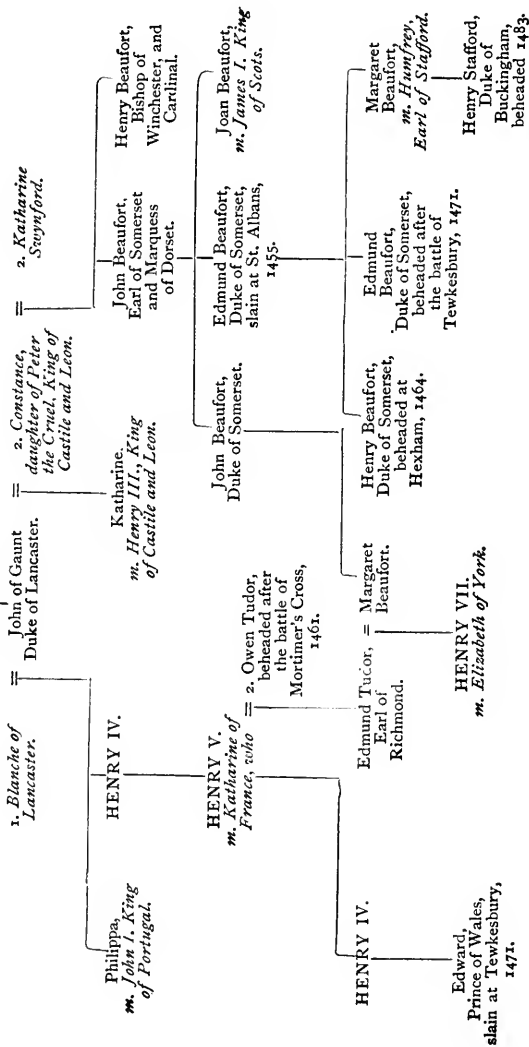 1. Blanche of
Lancaster.
=
John of Gaunt
Duke of Lancaster.
=
2. Constance,
daughter of Peter
the Cruel, King of
Castile and Leon.
=
2. Katharine
Swynford.
Philippa,
m. John I. King
of Portugal.
HENRY IV.
Katharine.
m. Henry III., King
of Castile and Leon.
John Beaufort,
Earl of Somerset
and Marquess
of Dorset.
Henry Beaufort,
Bishop of
Winchester, and
Cardinal.
HENRY V.
m. Katharine of
France, who
=
2. Owen Tudor,
beheaded after
the battle of
Mortimer's Cross,
1461.
John Beaufort,
Duke of Somerset.
Edmund Beaufort,
Duke of Somerset,
slain at St. Albans,
1455.
Joan Beaufort,
m. James I. King
of Scots.
HENRY IV.
Edmund Tudor,
Earl of
Richmond.
=
Margaret
Beaufort.
Henry Beaufort,
Duke of Somerset,
beheaded at
Hexham, 1464.
Edmund
Beaufort,
Duke of Somerset,
beheaded after
the battle of
Tewkesbury, 1471.
Margaret
Beaufort,
m. Humfrey,
Earl of Stafford.
Edward,
Prince of Wales,
slain at Tewkesbury,
1471.
HENRY VII.
m. Elizabeth of York.
Henry Stafford,
Duke of
Buckingham,
beheaded 1483.